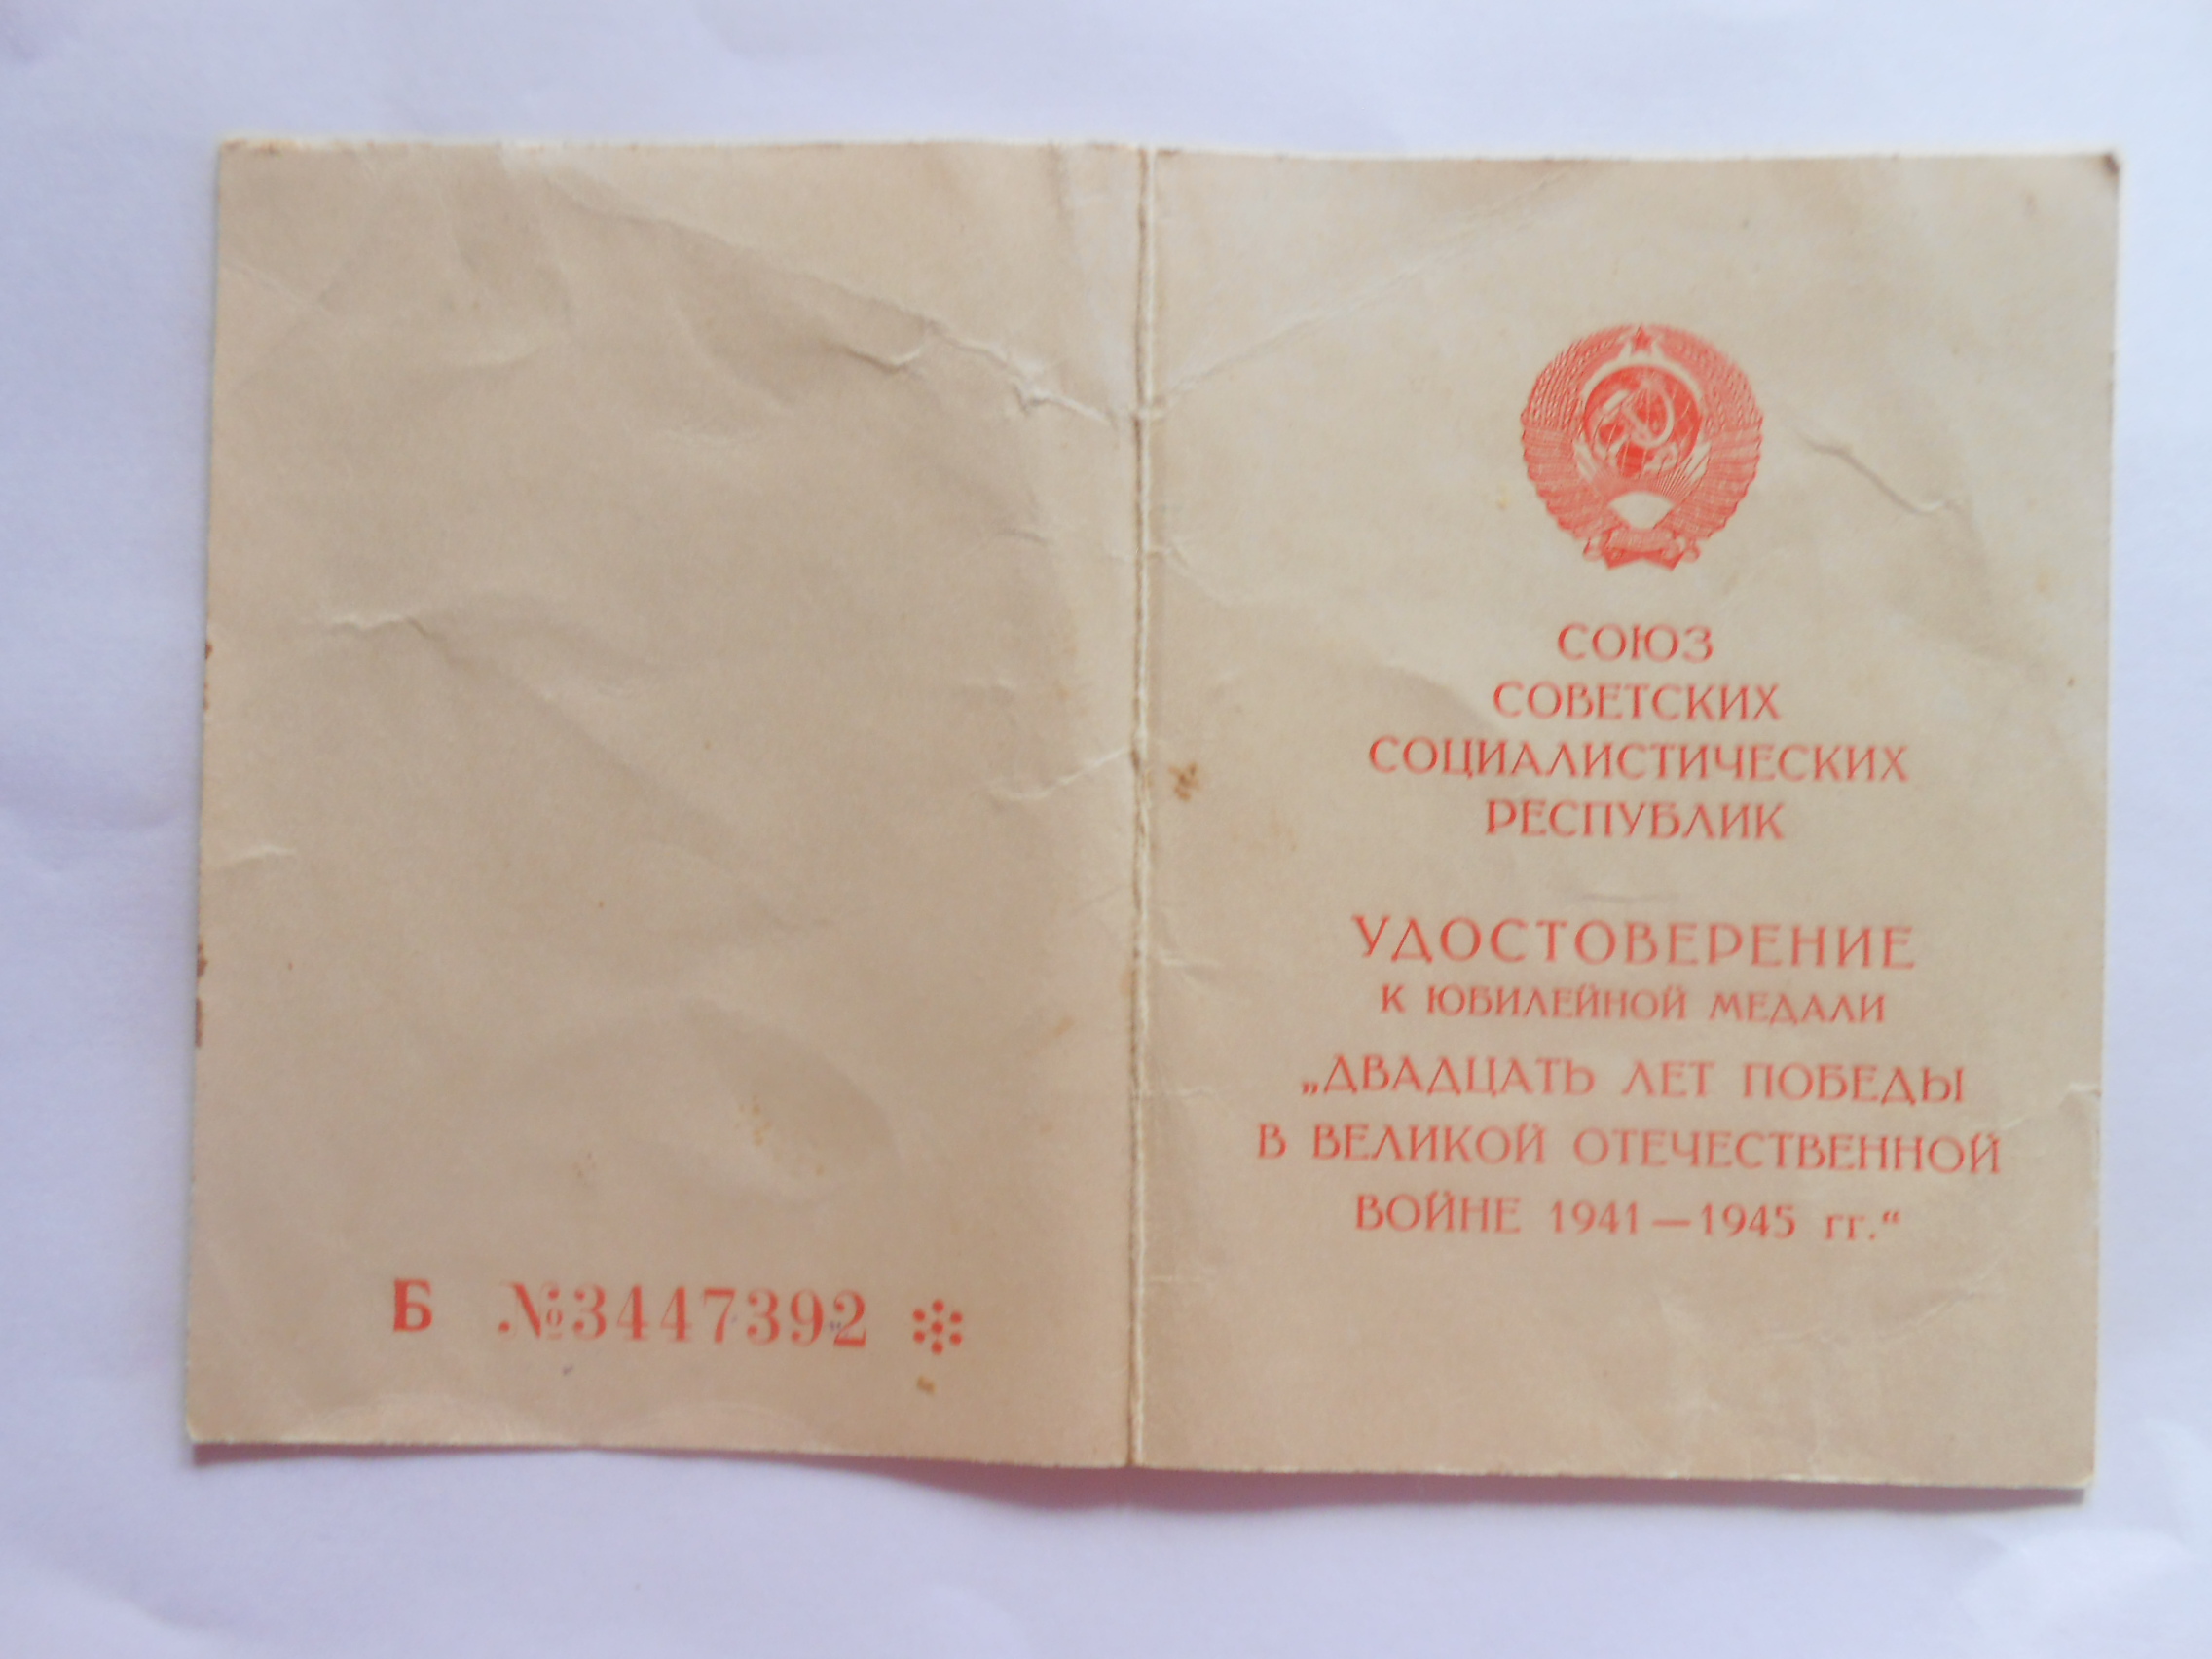 Б №3447392
СОЮЗ
СОВЕТСКИХ
СОЦИАЛИСТИЧЕСКИХ
РЕСПУБЛИК
УДОСТОВЕРЕНИЕ
К ЮБИЛЕЙНОЙ МЕДАЛИ
„ДВАДЦАТЬ ЛЕТ ПОБЕДЫ
В ВЕЛИКОЙ ОТЕЧЕСТВЕННОЙ
ВОЙНЕ 1941—1945 гг.“